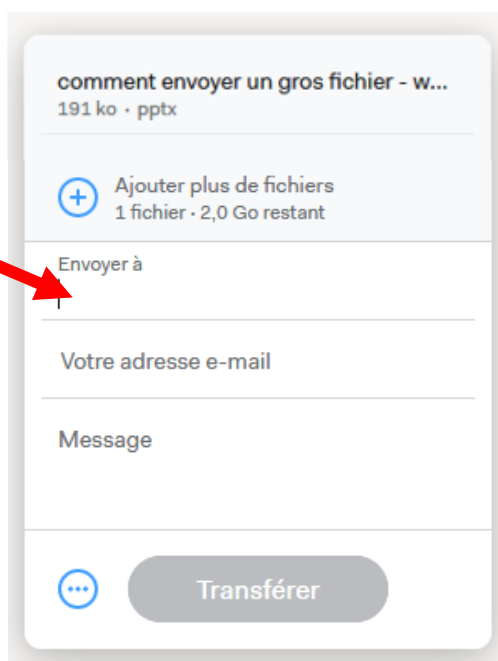 comment envoyer un gros fichier - w...
191 ko · pptx
Ajouter plus de fichiers
1 fichier · 2,0 Go restant
Envoyer à
Votre adresse e-mail
Message
Transférer